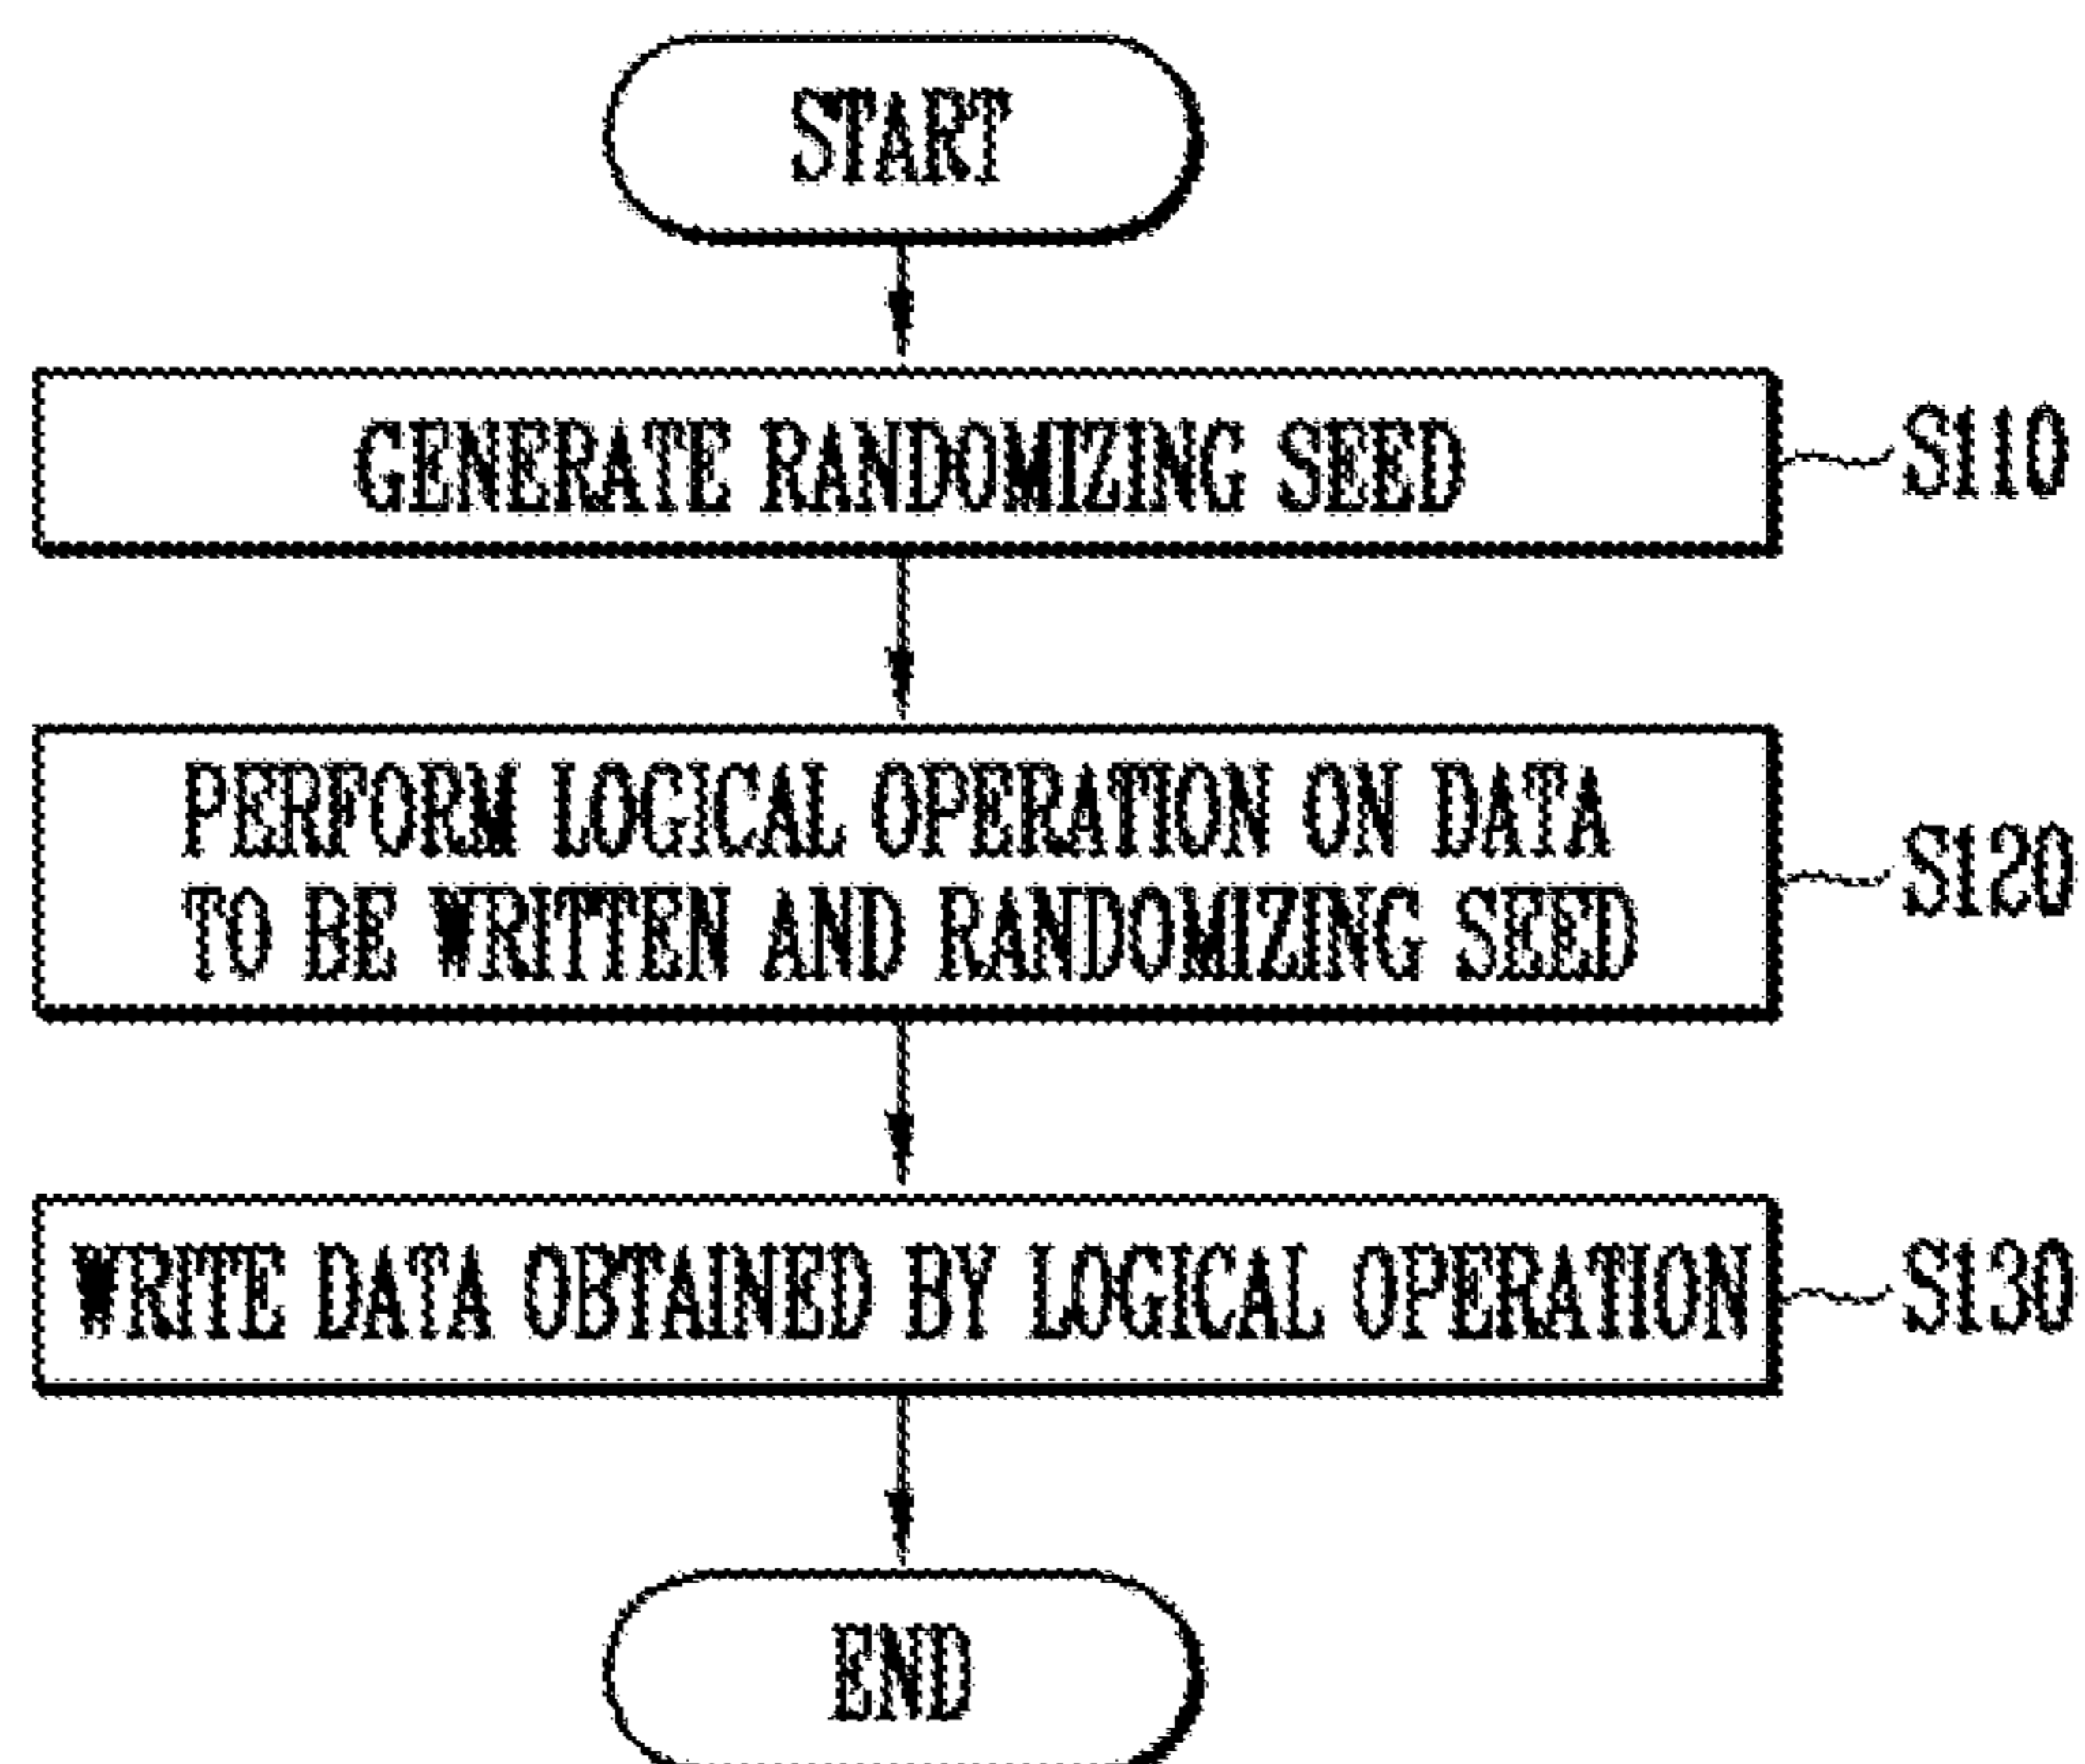 START
GENERATE RANDOMIZING SEED
S110
PERFORM LOGICAL OPERATION ON DATA
TO BE WRITTEN AND RANDOMIZING SEED
S120
WRITE DATA OBTAINED BY LOGICAL OPERATION
S130
END